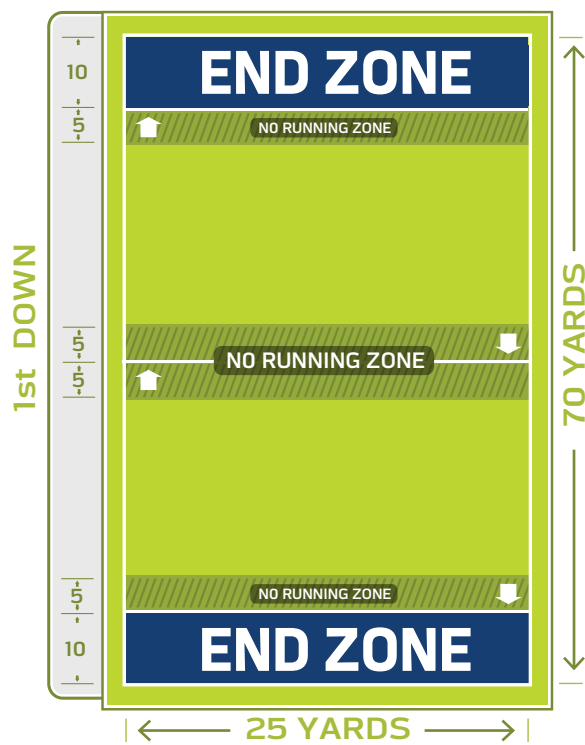 END ZONE
10
5
NO RUNNING ZONE
1st DOWN
70 YARDS
5
NO RUNNING ZONE
5
5
NO RUNNING ZONE
10
END ZONE
25 YARDS